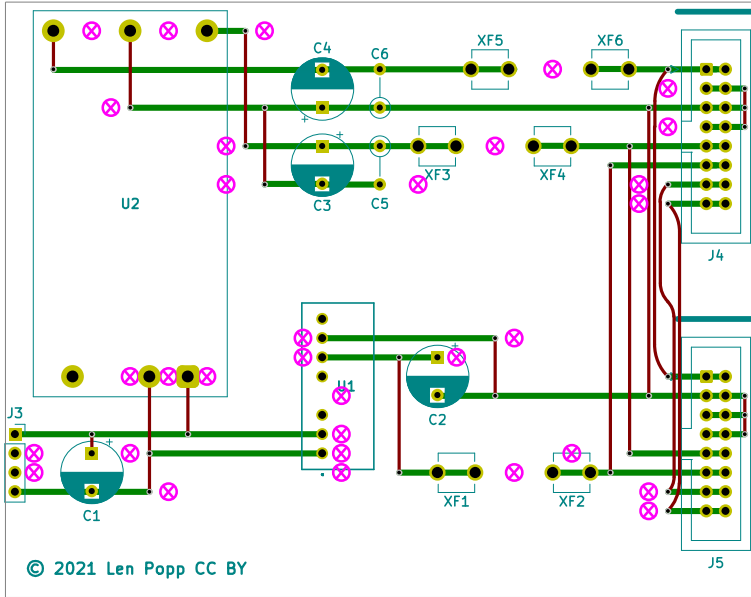 C4
C6
XF5
XF6
+
+
XF3
XF4
U2
C3
C5
J4
U1
+
C2
J3
+
C1
XF1
XF2
J5
© 2021 Len Popp CC BY